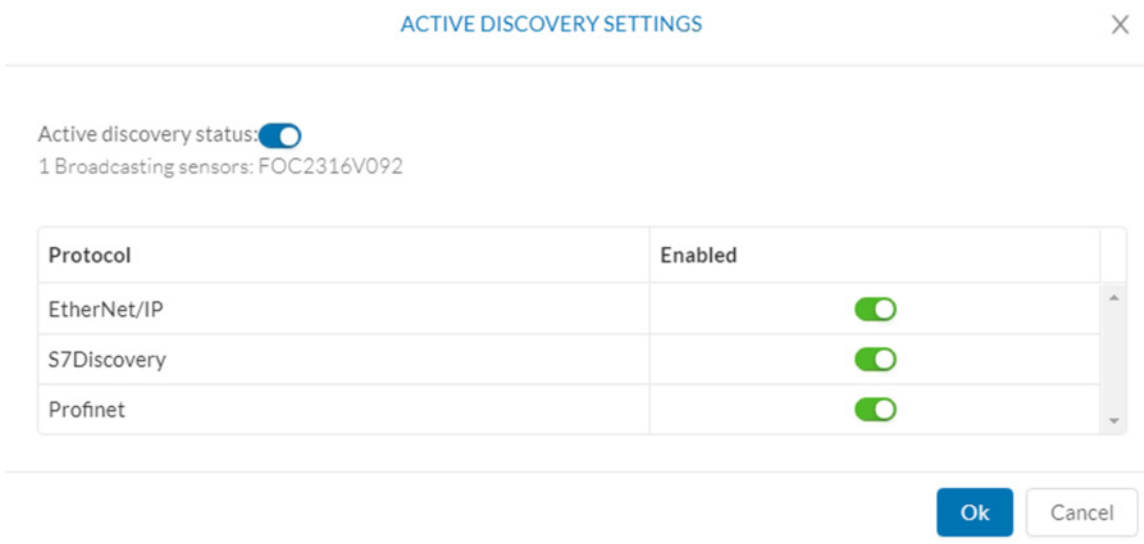 ACTIVE DISCOVERY SETTINGS
Active discovery status:
1 Broadcasting sensors: FOC2316V092
Protocol Enabled
EtherNet/IP
S7Discovery
Profinet
Ok Cancel